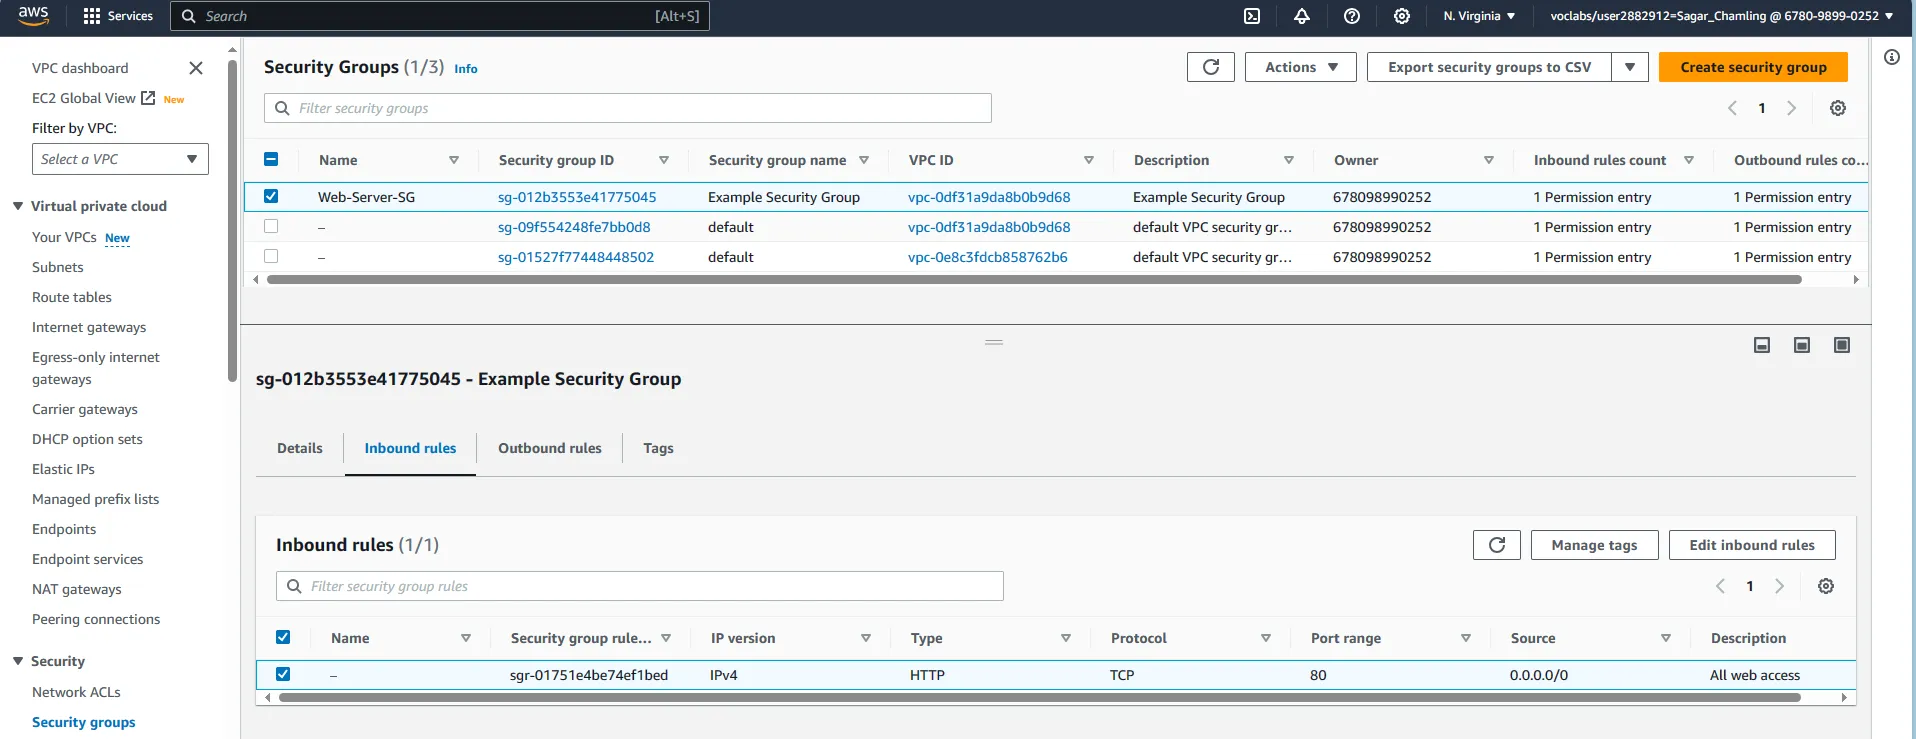 aws Services Search [Alt+S] N. Virginia voclabs/user2882912=Sagar_Chamling @ 6780-9899-0252
VPC dashboard
EC2 Global View New
Filter by VPC:
Select a VPC
Virtual private cloud
Your VPCs New
Subnets
Route tables
Internet gateways
Egress-only internet
gateways
Carrier gateways
DHCP option sets
Elastic IPs
Managed prefix lists
Endpoints
Endpoint services
NAT gateways
Peering connections
Security
Network ACLs
Security groups
Security Groups (1/3) Info Actions Export security groups to CSV Create security group
Filter security groups 1
Name Security group ID Security group name VPC ID Description Owner Inbound rules count Outbound rules co...
Web-Server-SG sg-012b3553e41775045 Example Security Group vpc-0df31a9da8b0b9d68 Example Security Group 678098990252 1 Permission entry 1 Permission entry
– sg-09f554248fe7bb0d8 default vpc-0df31a9da8b0b9d68 default VPC security gr... 678098990252 1 Permission entry 1 Permission entry
– sg-01527f77448448502 default vpc-0e8c3fdcb858762b6 default VPC security gr... 678098990252 1 Permission entry 1 Permission entry
sg-012b3553e41775045 - Example Security Group
Details Inbound rules Outbound rules Tags
Inbound rules (1/1) Manage tags Edit inbound rules
Filter security group rules 1
Name Security group rule... IP version Type Protocol Port range Source Description
– sgr-01751e4be74ef1bed IPv4 HTTP TCP 80 0.0.0.0/0 All web access